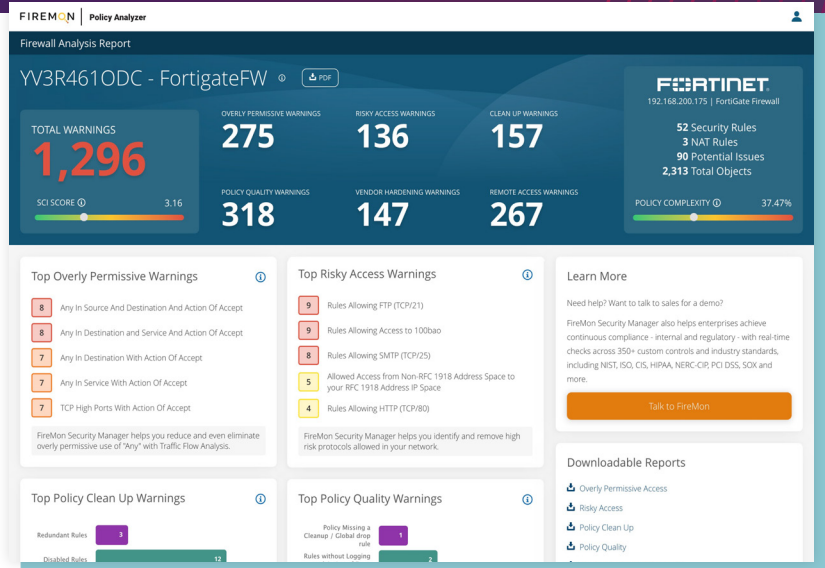 FIREMON Policy Analyzer
Firewall Analysis Report
YV3R461ODC - FortigateFW
PDF
TOTAL WARNINGS
1,296
SCI SCORE 3.16
OVERLY PERMISSIVE WARNINGS
275
RISKY ACCESS WARNINGS
136
CLEAN UP WARNINGS
157
POLICY QUALITY WARNINGS
318
VENDOR HARDENING WARNINGS
147
REMOTE ACCESS WARNINGS
267
FORTINET
192.168.200.175 | FortiGate Firewall
52 Security Rules
3 NAT Rules
90 Potential Issues
2,313 Total Objects
POLICY COMPLEXITY 37.47%
Top Overly Permissive Warnings
8 Any In Source And Destination And Action Of Accept
8 Any In Destination and Service And Action Of Accept
7 Any In Destination With Action Of Accept
7 Any In Service With Action Of Accept
7 TCP High Ports With Action Of Accept
FireMon Security Manager helps you reduce and even eliminate
overly permissive use of "Any" with Traffic Flow Analysis.
Top Risky Access Warnings
9 Rules Allowing FTP (TCP/21)
9 Rules Allowing Access to 100bao
8 Rules Allowing SMTP (TCP/25)
5 Allowed Access from Non-RFC 1918 Address Space to
your RFC 1918 Address IP Space
4 Rules Allowing HTTP (TCP/80)
FireMon Security Manager helps you identify and remove high
risk protocols allowed in your network.
Learn More
Need help? Want to talk to sales for a demo?
FireMon Security Manager also helps enterprises achieve
continuous compliance - internal and regulatory - with real-time
checks across 350+ custom controls and industry standards,
including NIST, ISO, CIS, HIPAA, NERC-CIP, PCI DSS, SOX and
more.
Talk to FireMon
Top Policy Clean Up Warnings
Redundant Rules 3
Disabled Rules 12
Top Policy Quality Warnings
Policy Missing a
Cleanup / Global drop
rule
1
Rules without Logging
2
Downloadable Reports
Overly Permissive Access
Risky Access
Policy Clean Up
Policy Quality